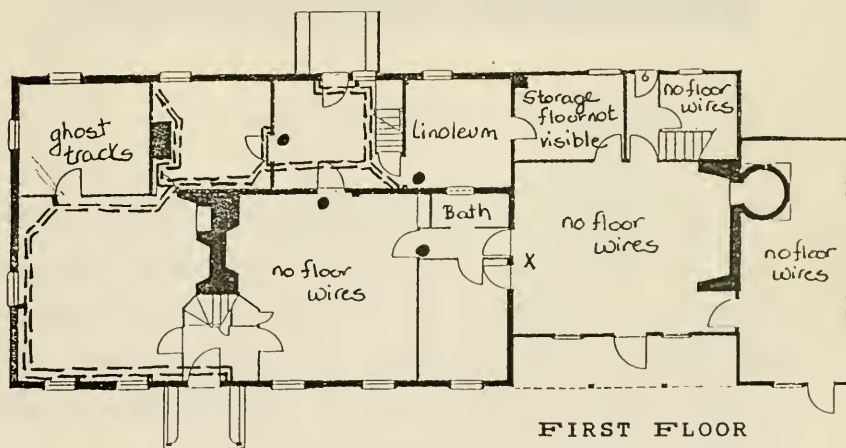 ghost
tracks
Linoleum
Storage
floor not
visible
6
no floor
wires
Bath
no floor
wires
X
no floor
wires
no floor
wires
FIRST FLOOR